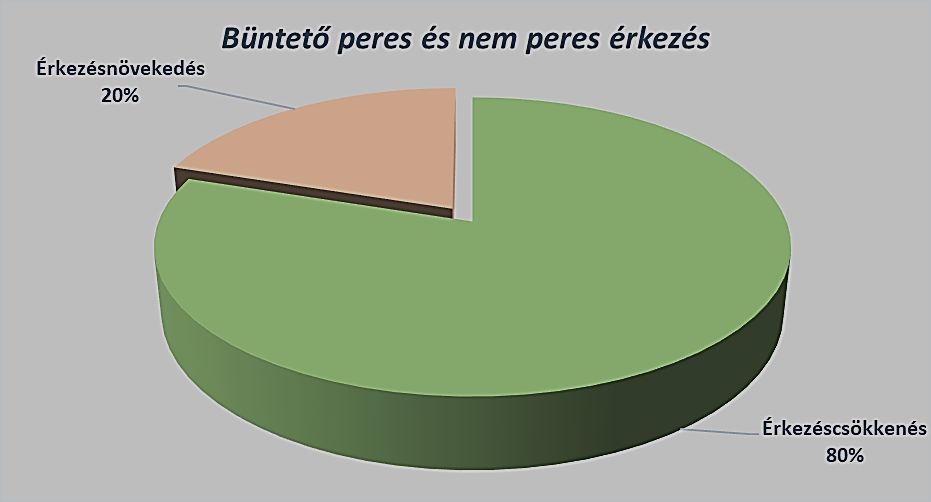 Büntető peres és nem peres érkezés
Érkezésnövekedés
20%
Érkezéscsökkenés
80%